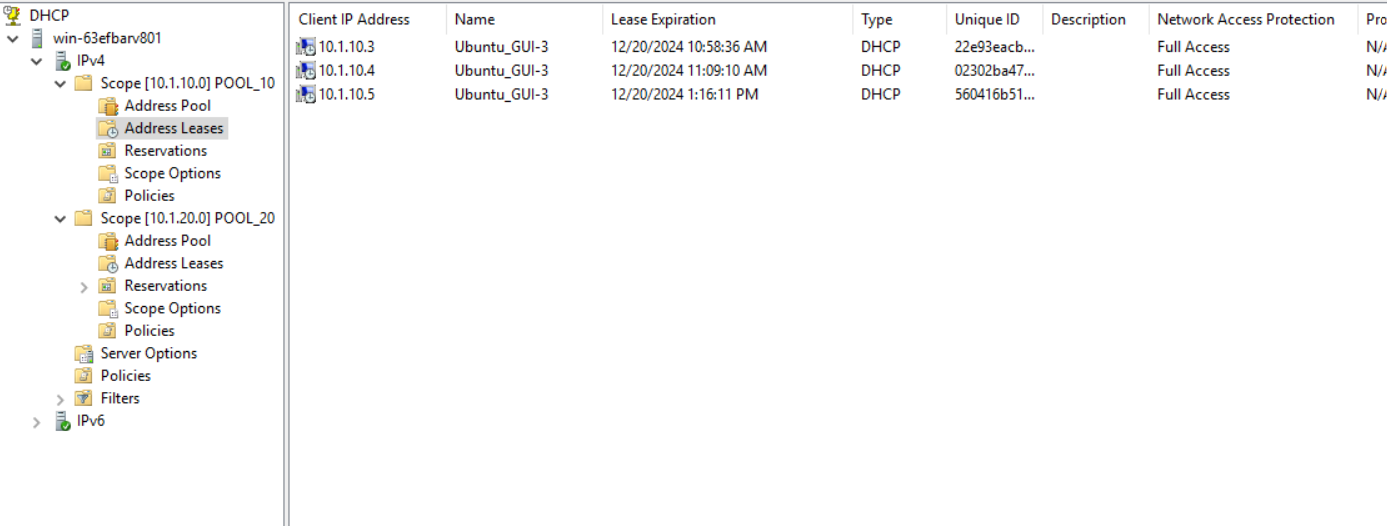 DHCP
win-63efbarv801
IPv4
Scope [10.1.10.0] POOL_10
Address Pool
Address Leases
Reservations
Scope Options
Policies
Scope [10.1.20.0] POOL_20
Address Pool
Address Leases
Reservations
Scope Options
Policies
Server Options
Policies
Filters
IPv6
Client IP Address Name Lease Expiration Type Unique ID Description Network Access Protection Pro
10.1.10.3 Ubuntu_GUI-3 12/20/2024 10:58:36 AM DHCP 22e93eacb... Full Access N/A
10.1.10.4 Ubuntu_GUI-3 12/20/2024 11:09:10 AM DHCP 02302ba47... Full Access N/A
10.1.10.5 Ubuntu_GUI-3 12/20/2024 1:16:11 PM DHCP 560416b51... Full Access N/A